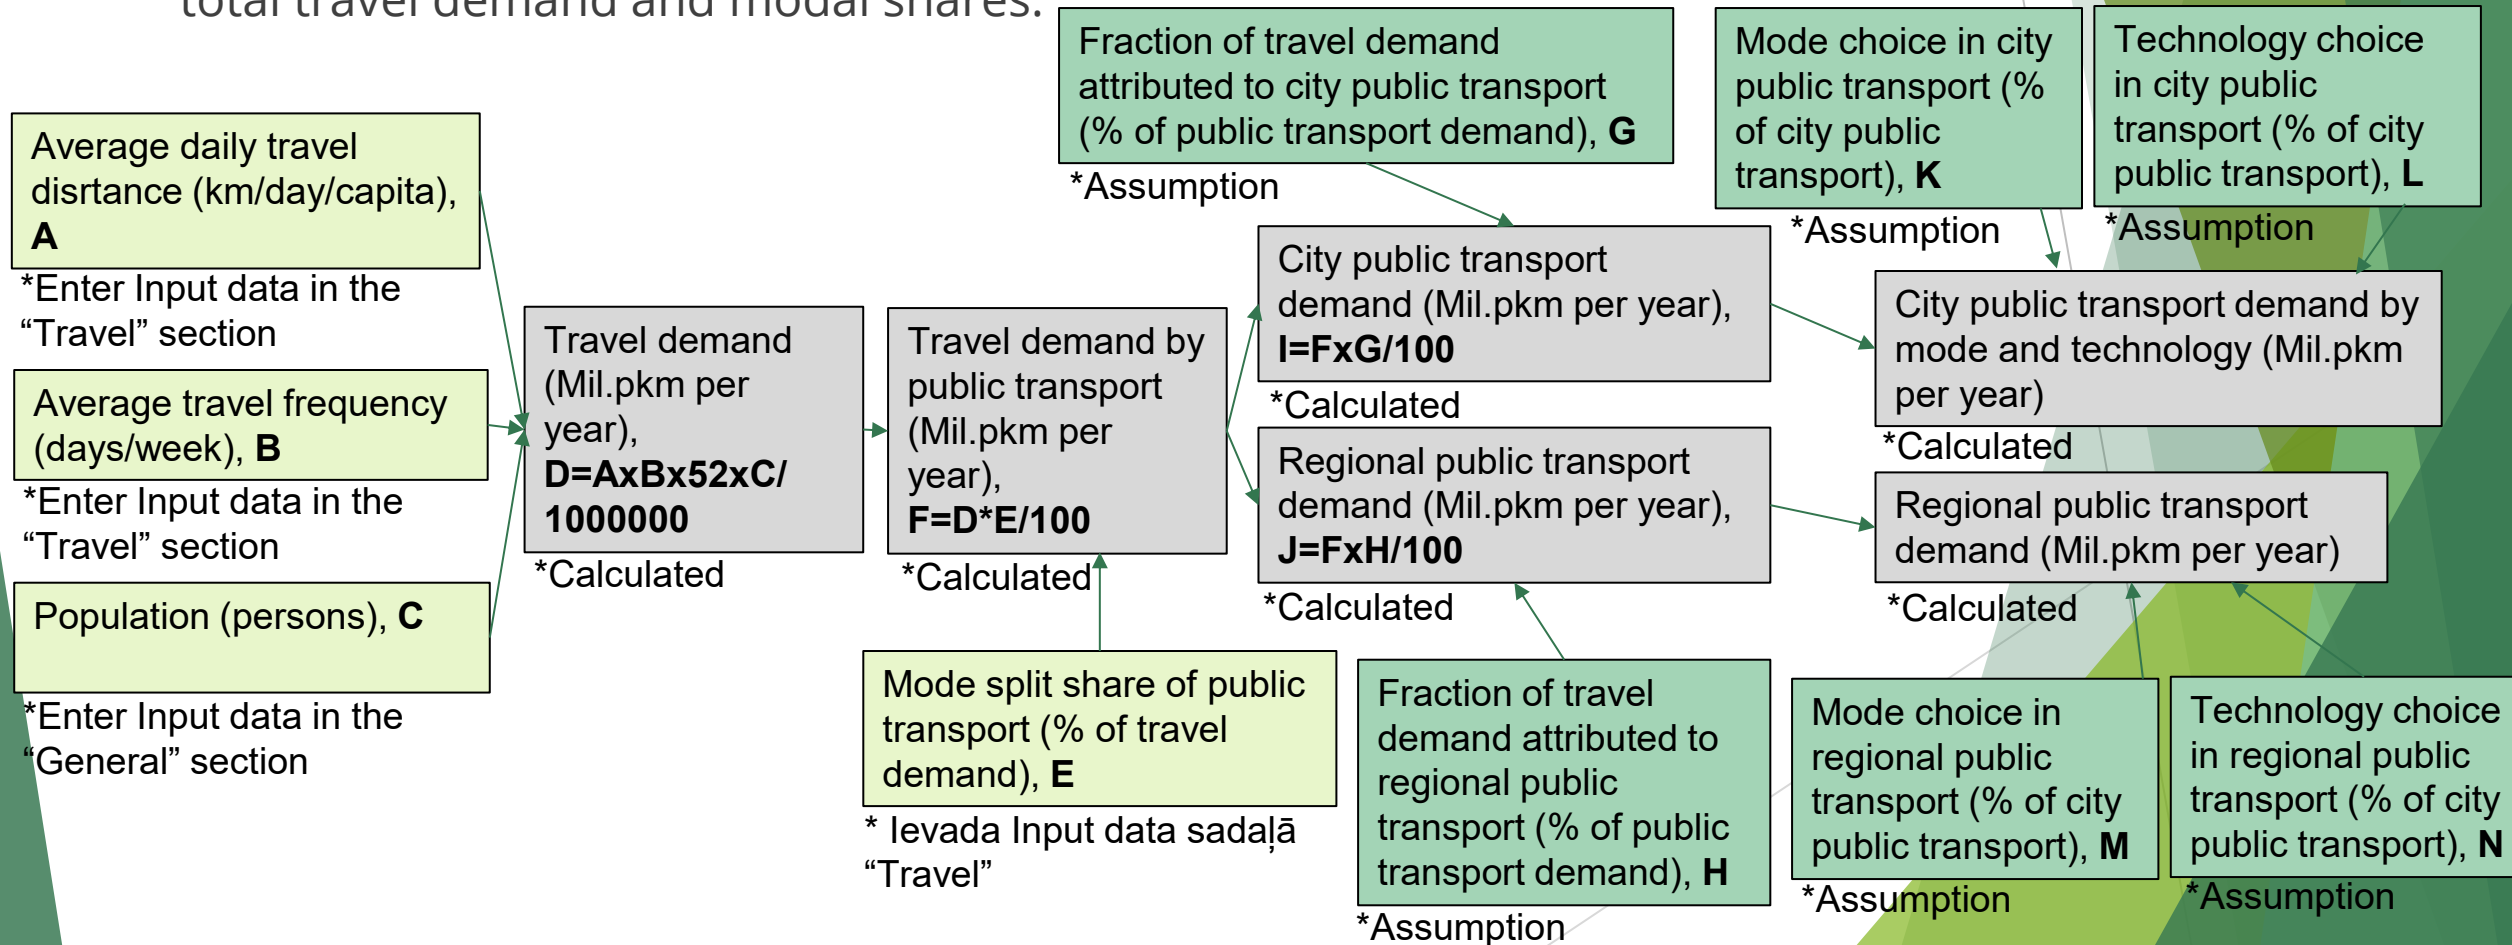 total travel demand and modal shares.
Average daily travel
disrtance (km/day/capita),
A
*Enter Input data in the
“Travel” section
Average travel frequency
(days/week), B
*Enter Input data in the
“Travel” section
Population (persons), C
*Enter Input data in the
“General” section
Travel demand
(Mil.pkm per
year),
D=AxBx52xC/
1000000
*Calculated
Travel demand by
public transport
(Mil.pkm per
year),
F=D*E/100
*Calculated
Mode split share of public
transport (% of travel
demand), E
* Ievada Input data sadaļā
“Travel”
Fraction of travel demand
attributed to city public transport
(% of public transport demand), G
*Assumption
City public transport
demand (Mil.pkm per year),
I=FxG/100
*Calculated
Regional public transport
demand (Mil.pkm per year),
J=FxH/100
*Calculated
Fraction of travel
demand attributed to
regional public
transport (% of public
transport demand), H
*Assumption
Mode choice in city
public transport (%
of city public
transport), K
*Assumption
Technology choice
in city public
transport (% of city
public transport), L
*Assumption
City public transport demand by
mode and technology (Mil.pkm
per year)
*Calculated
Regional public transport
demand (Mil.pkm per year)
*Calculated
Mode choice in
regional public
transport (% of city
public transport), M
*Assumption
Technology choice
in regional public
transport (% of city
public transport), N
*Assumption